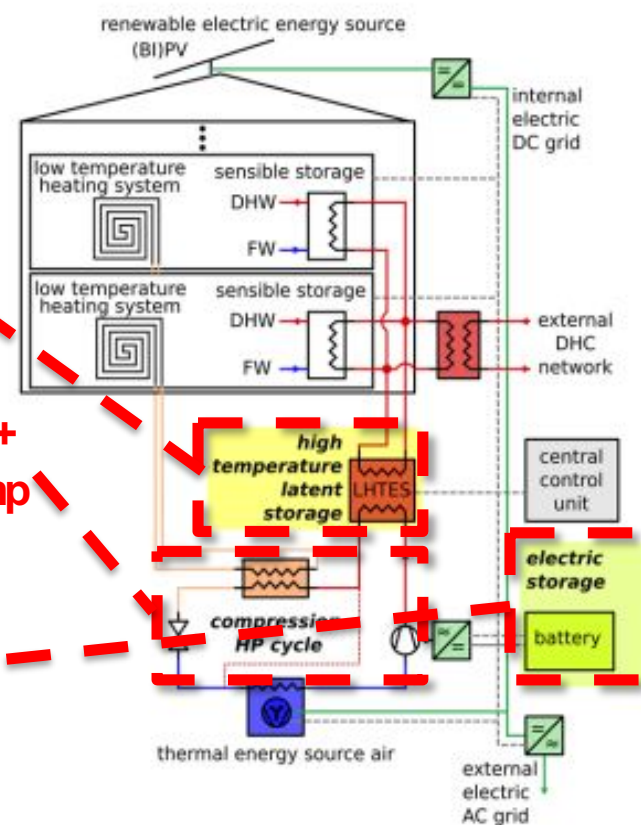 renewable electric energy source
(BI)PV
internal
electric
DC grid
low temperature
heating system
sensible storage
DHW
FW
low temperature
heating system
sensible storage
DHW
FW
external
DHC
network
+
high
temperature
latent
storage
LHTES
central
control
unit
electric
storage
battery
compression
HP cycle
thermal energy source air
external
electric
AC grid